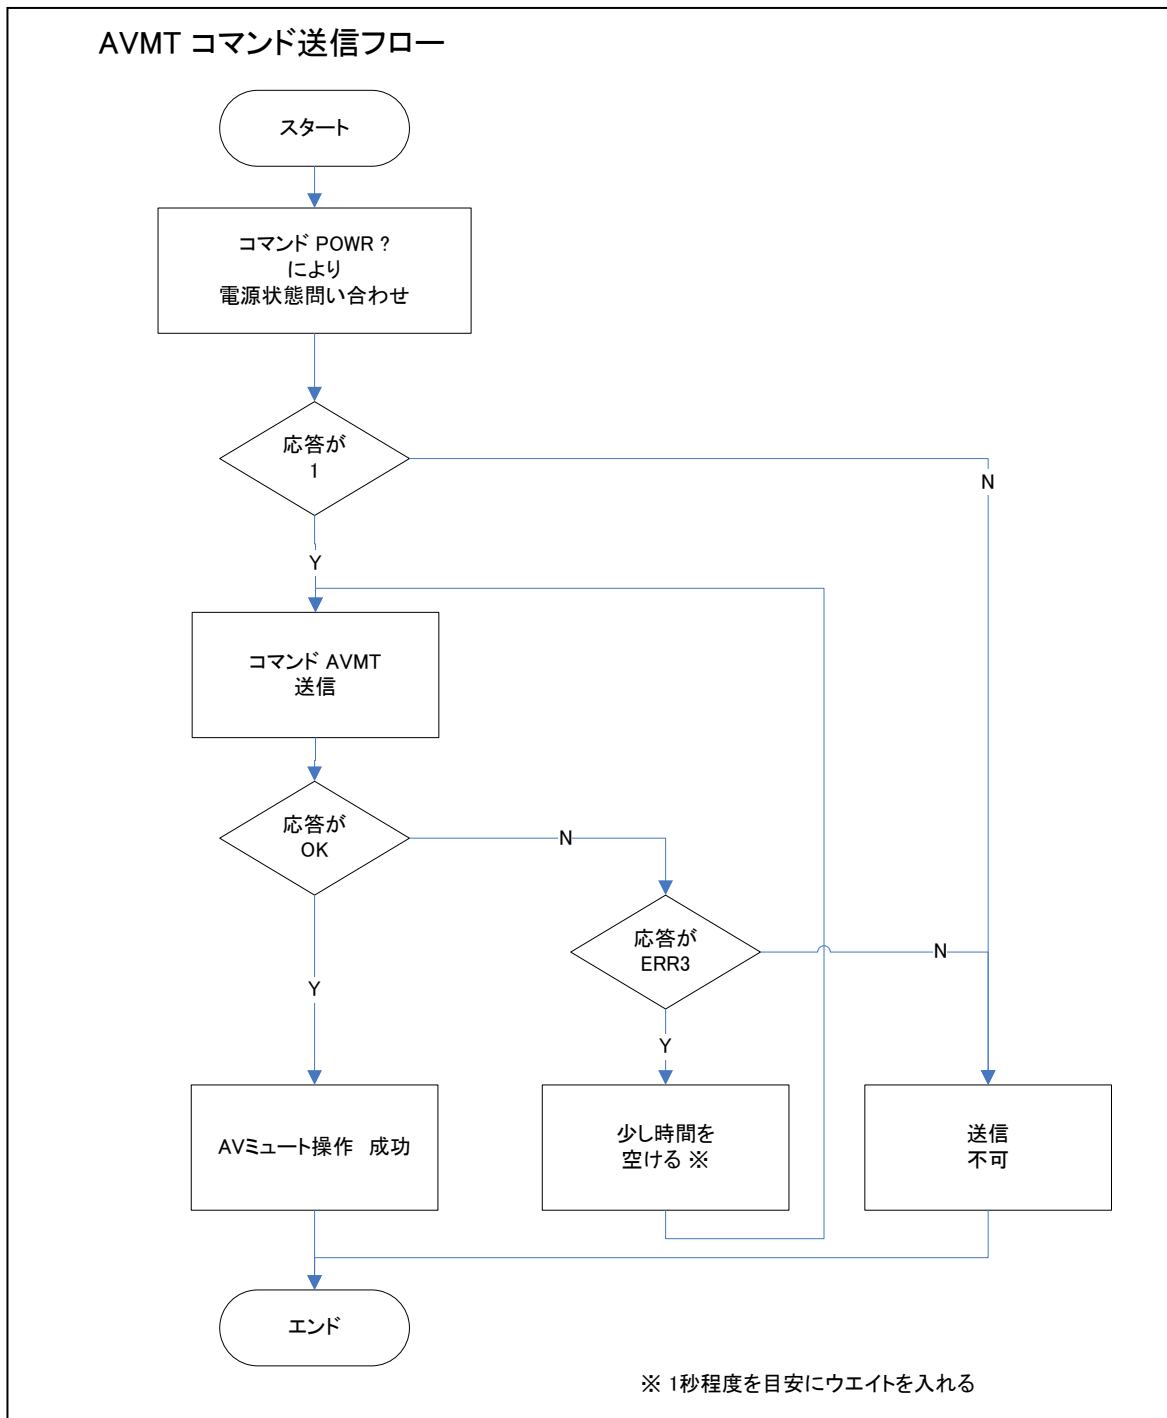 AVMT コマンド送信フロー
スタート
コマンド POWR ?
により
電源状態問い合わせ
応答が
1
N
Y
コマンド AVMT
送信
応答が
OK
N
応答が
ERR3
N
Y
Y
AVミュート操作　成功
少し時間を
空ける ※
送信
不可
エンド
※ 1秒程度を目安にウエイトを入れる